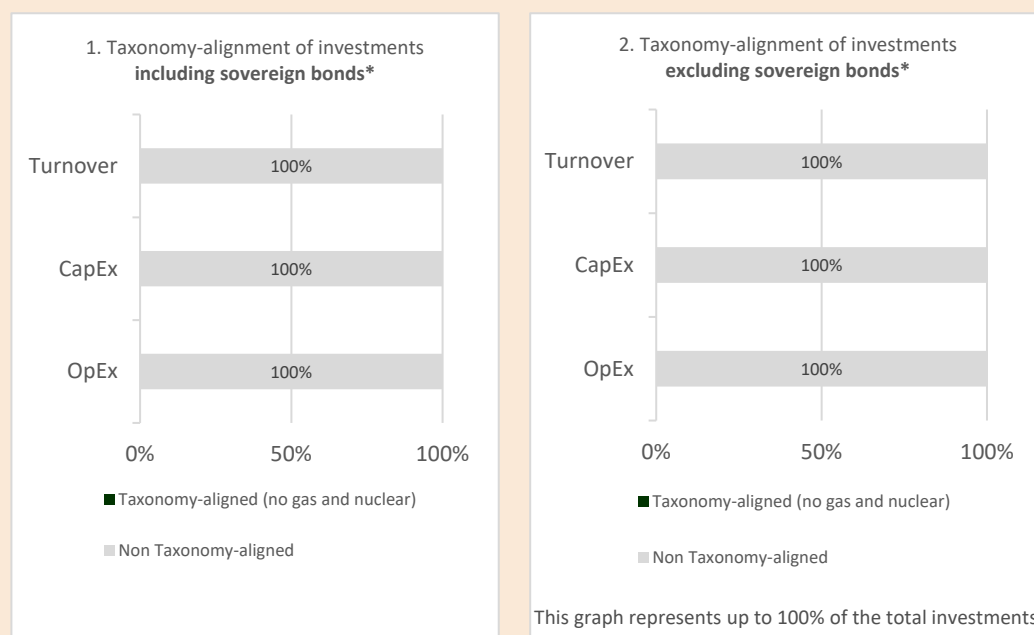 1. Taxonomy-alignment of investments
including sovereign bonds*
Turnover
100%
CapEx
100%
OpEx
100%
0%
50%
100%
Taxonomy-aligned (no gas and nuclear)
Non Taxonomy-aligned
2. Taxonomy-alignment of investments
excluding sovereign bonds*
Turnover
100%
CapEx
100%
OpEx
100%
0%
50%
100%
Taxonomy-aligned (no gas and nuclear)
Non Taxonomy-aligned
This graph represents up to 100% of the total investments